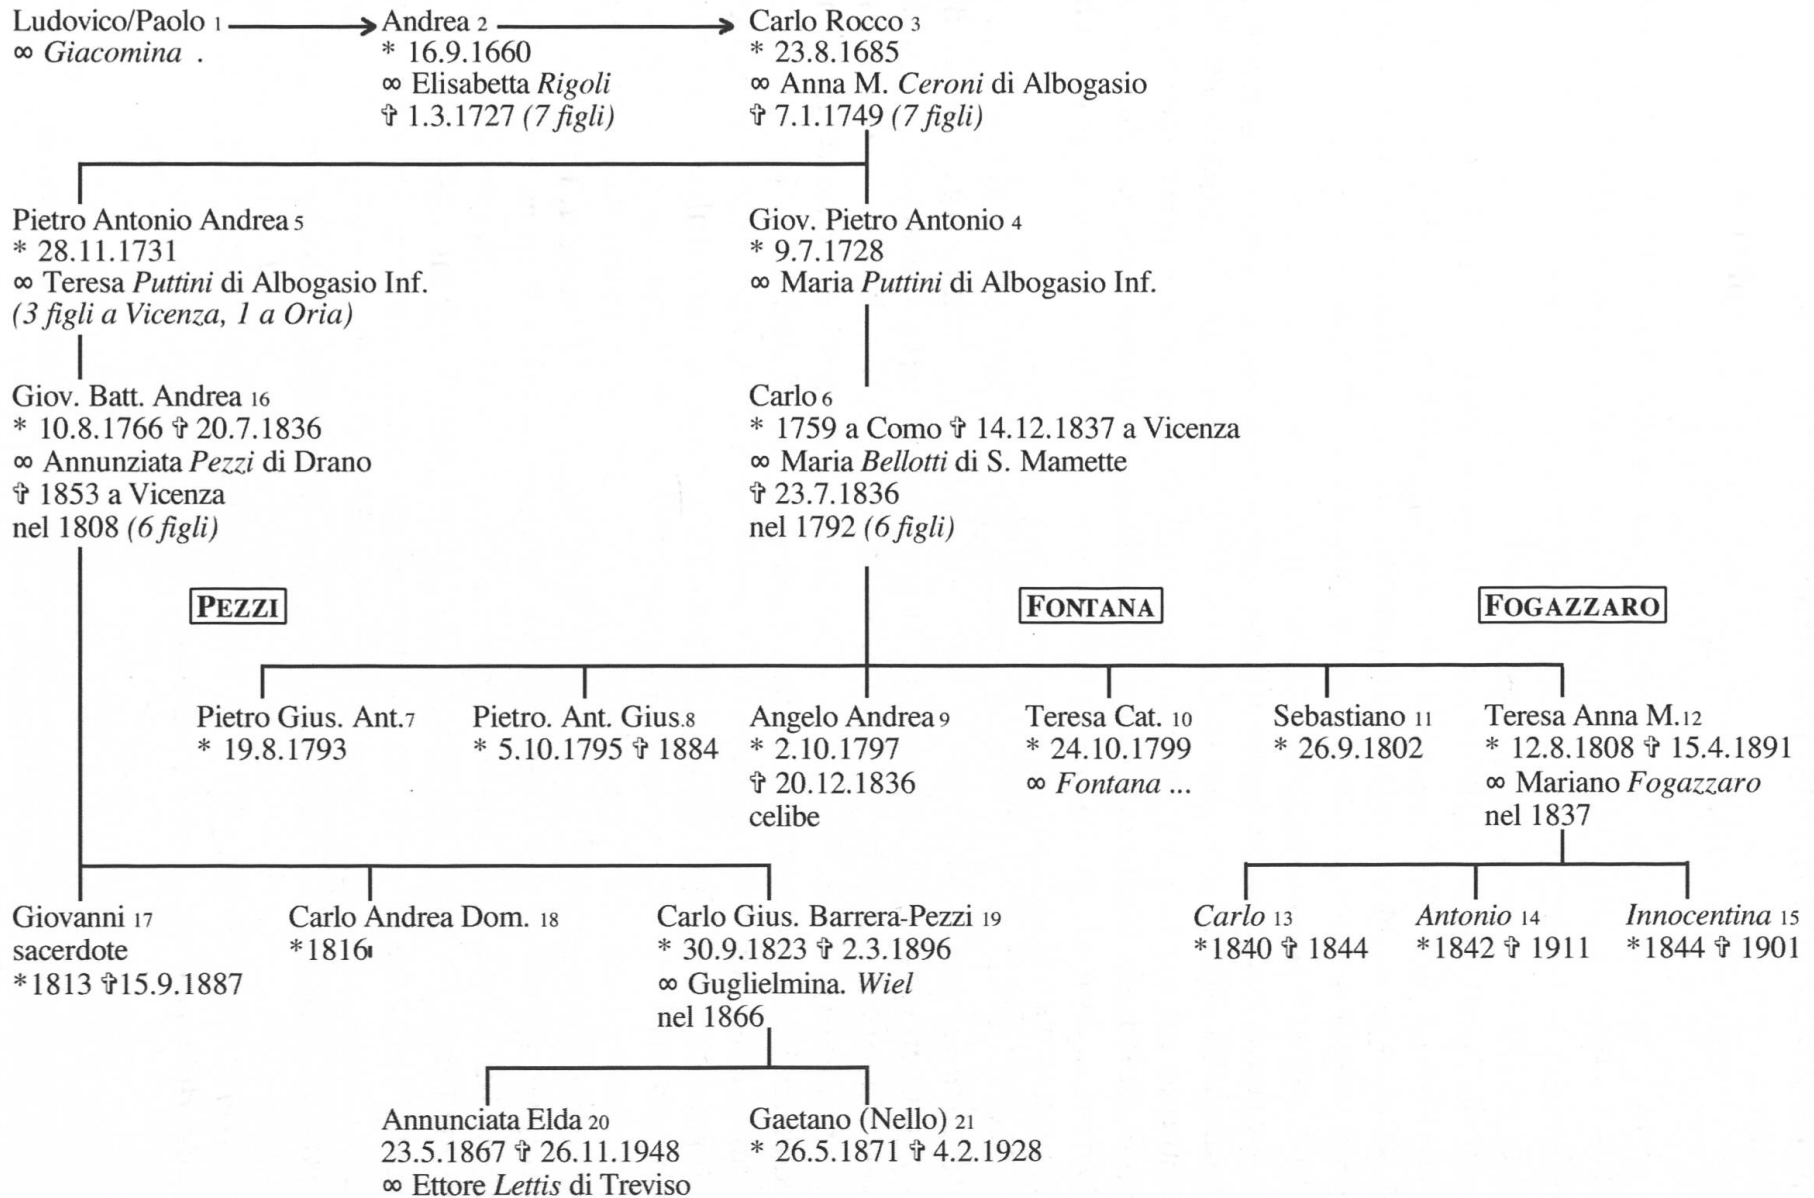 Ludovico/Paolo 1
∞ Giacomina .
Andrea 2
* 16.9.1660
∞ Elisabetta Rigoli
✞ 1.3.1727 (7 figli)
Carlo Rocco 3
* 23.8.1685
∞ Anna M. Ceroni di Albogasio
✞ 7.1.1749 (7 figli)
Pietro Antonio Andrea 5
* 28.11.1731
∞ Teresa Puttini di Albogasio Inf.
(3 figli a Vicenza, 1 a Oria)
Giov. Pietro Antonio 4
* 9.7.1728
∞ Maria Puttini di Albogasio Inf.
Giov. Batt. Andrea 16
* 10.8.1766 ✞ 20.7.1836
∞ Annunziata Pezzi di Drano
✞ 1853 a Vicenza
nel 1808 (6 figli)
Carlo 6
* 1759 a Como ✞ 14.12.1837 a Vicenza
∞ Maria Bellotti di S. Mamette
✞ 23.7.1836
nel 1792 (6 figli)
PEZZI
FONTANA
FOGAZZARO
Pietro Gius. Ant.7
* 19.8.1793
Pietro. Ant. Gius.8
* 5.10.1795 ✞ 1884
Angelo Andrea 9
* 2.10.1797
✞ 20.12.1836
celibe
Teresa Cat. 10
* 24.10.1799
∞ Fontana ...
Sebastiano 11
* 26.9.1802
Teresa Anna M.12
* 12.8.1808 ✞ 15.4.1891
∞ Mariano Fogazzaro
nel 1837
Giovanni 17
sacerdote
*1813 ✞15.9.1887
Carlo Andrea Dom. 18
*1816
Carlo Gius. Barrera-Pezzi 19
* 30.9.1823 ✞ 2.3.1896
∞ Guglielmina. Wiel
nel 1866
Carlo 13
*1840 ✞ 1844
Antonio 14
*1842 ✞ 1911
Innocentina 15
*1844 ✞ 1901
Annunciata Elda 20
23.5.1867 ✞ 26.11.1948
∞ Ettore Lettis di Treviso
Gaetano (Nello) 21
* 26.5.1871 ✞ 4.2.1928